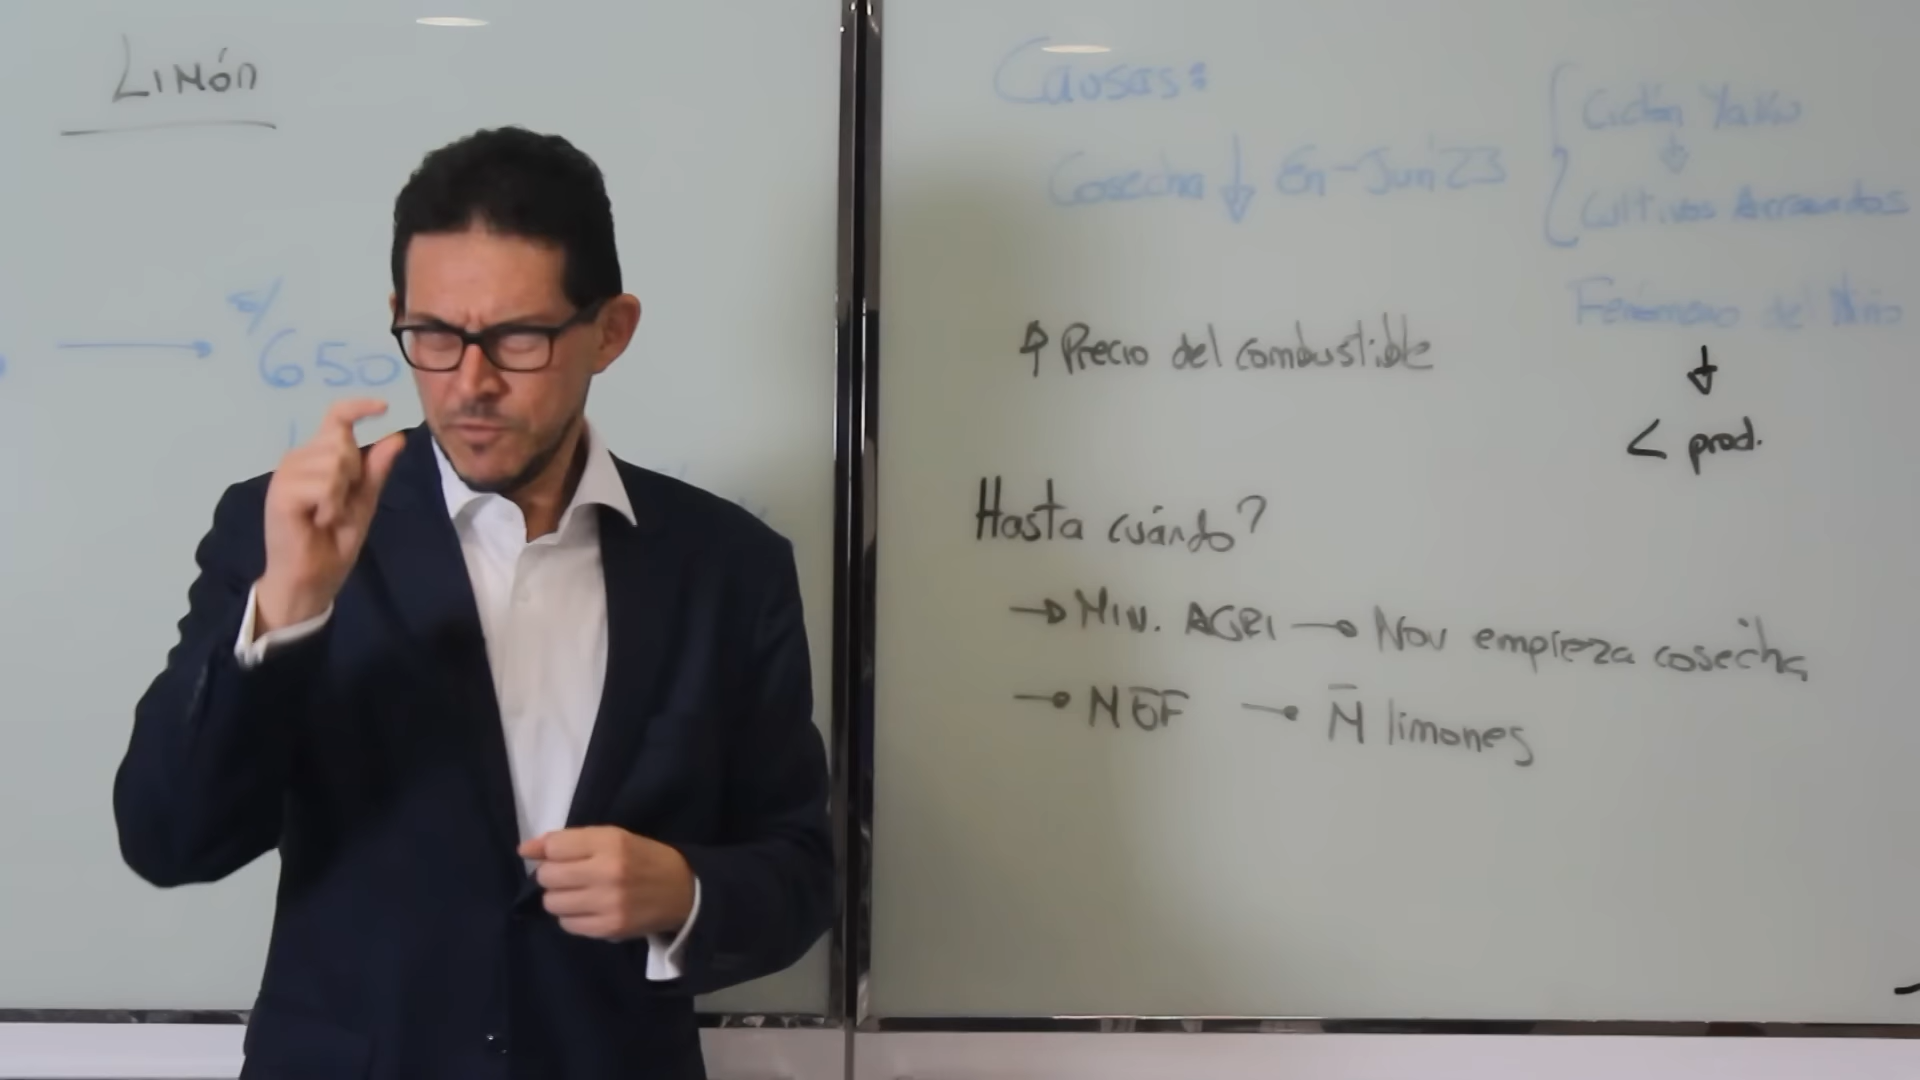 Limón
s/
650
Causas:
Cosecha ↓ En-Jun'23
Ciclón Yaku
↓
Cultivos Arrasados
Fenómeno del Niño
↓
< prod.
↑ Precio del combustible
Hasta cuándo?
→ Min. AGRI → Nov empieza cosecha
→ MEF → M̄ limones